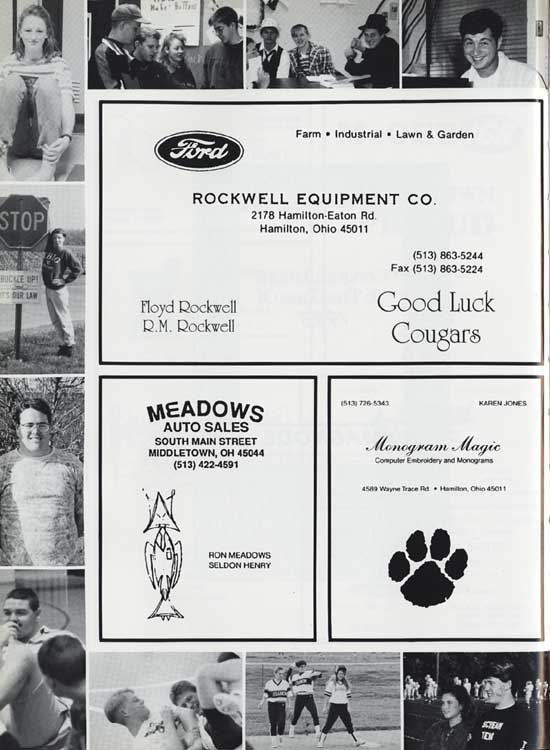 Ford
Farm • Industrial • Lawn & Garden
ROCKWELL EQUIPMENT CO.
2178 Hamilton-Eaton Rd.
Hamilton, Ohio 45011
(513) 863-5244
Fax (513) 863-5224
Floyd Rockwell
R.M. Rockwell
Good Luck
Cougars
STOP
BUCKLE UP!
OUR LAW
MEADOWS
AUTO SALES
SOUTH MAIN STREET
MIDDLETOWN, OH 45044
(513) 422-4591
RON MEADOWS
SELDON HENRY
(513) 726-5343
KAREN JONES
Monogram Magic
Computer Embroidery and Monograms
4589 Wayne Trace Rd. • Hamilton, Ohio 45011